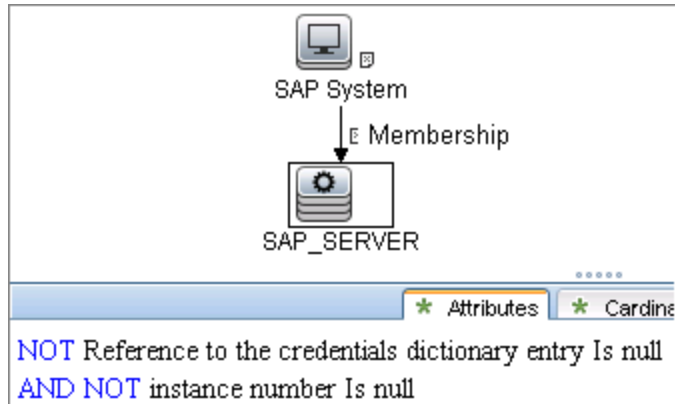 SAP System
Membership
SAP_SERVER
Attributes
Cardina
NOT Reference to the credentials dictionary entry Is null
AND NOT instance number Is null